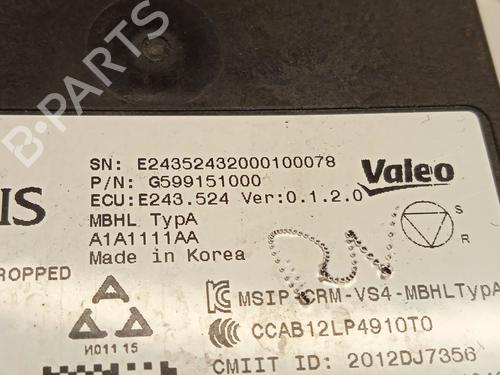 B-PARTS
SN: E24352432000100078
P/N: G599151000
ECU:E243.524 Ver:0.1.2.0
Valeo
IS
MBHL TypA
A1A1111AA
Made in Korea
S
R
ROPPED
MSIP-CRM-VS4-MBHLTypA
CCAB12LP4910T0
И011 15
CMIIT ID: 2012DJ7356